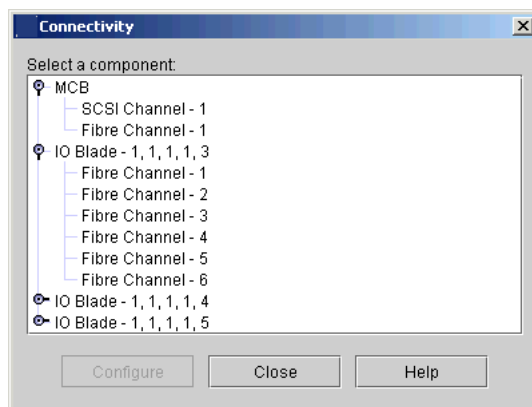 Connectivity
Select a component:
MCB
SCSI Channel - 1
Fibre Channel - 1
IO Blade - 1, 1, 1, 1, 3
Fibre Channel - 1
Fibre Channel - 2
Fibre Channel - 3
Fibre Channel - 4
Fibre Channel - 5
Fibre Channel - 6
IO Blade - 1, 1, 1, 1, 4
IO Blade - 1, 1, 1, 1, 5
Configure Close Help